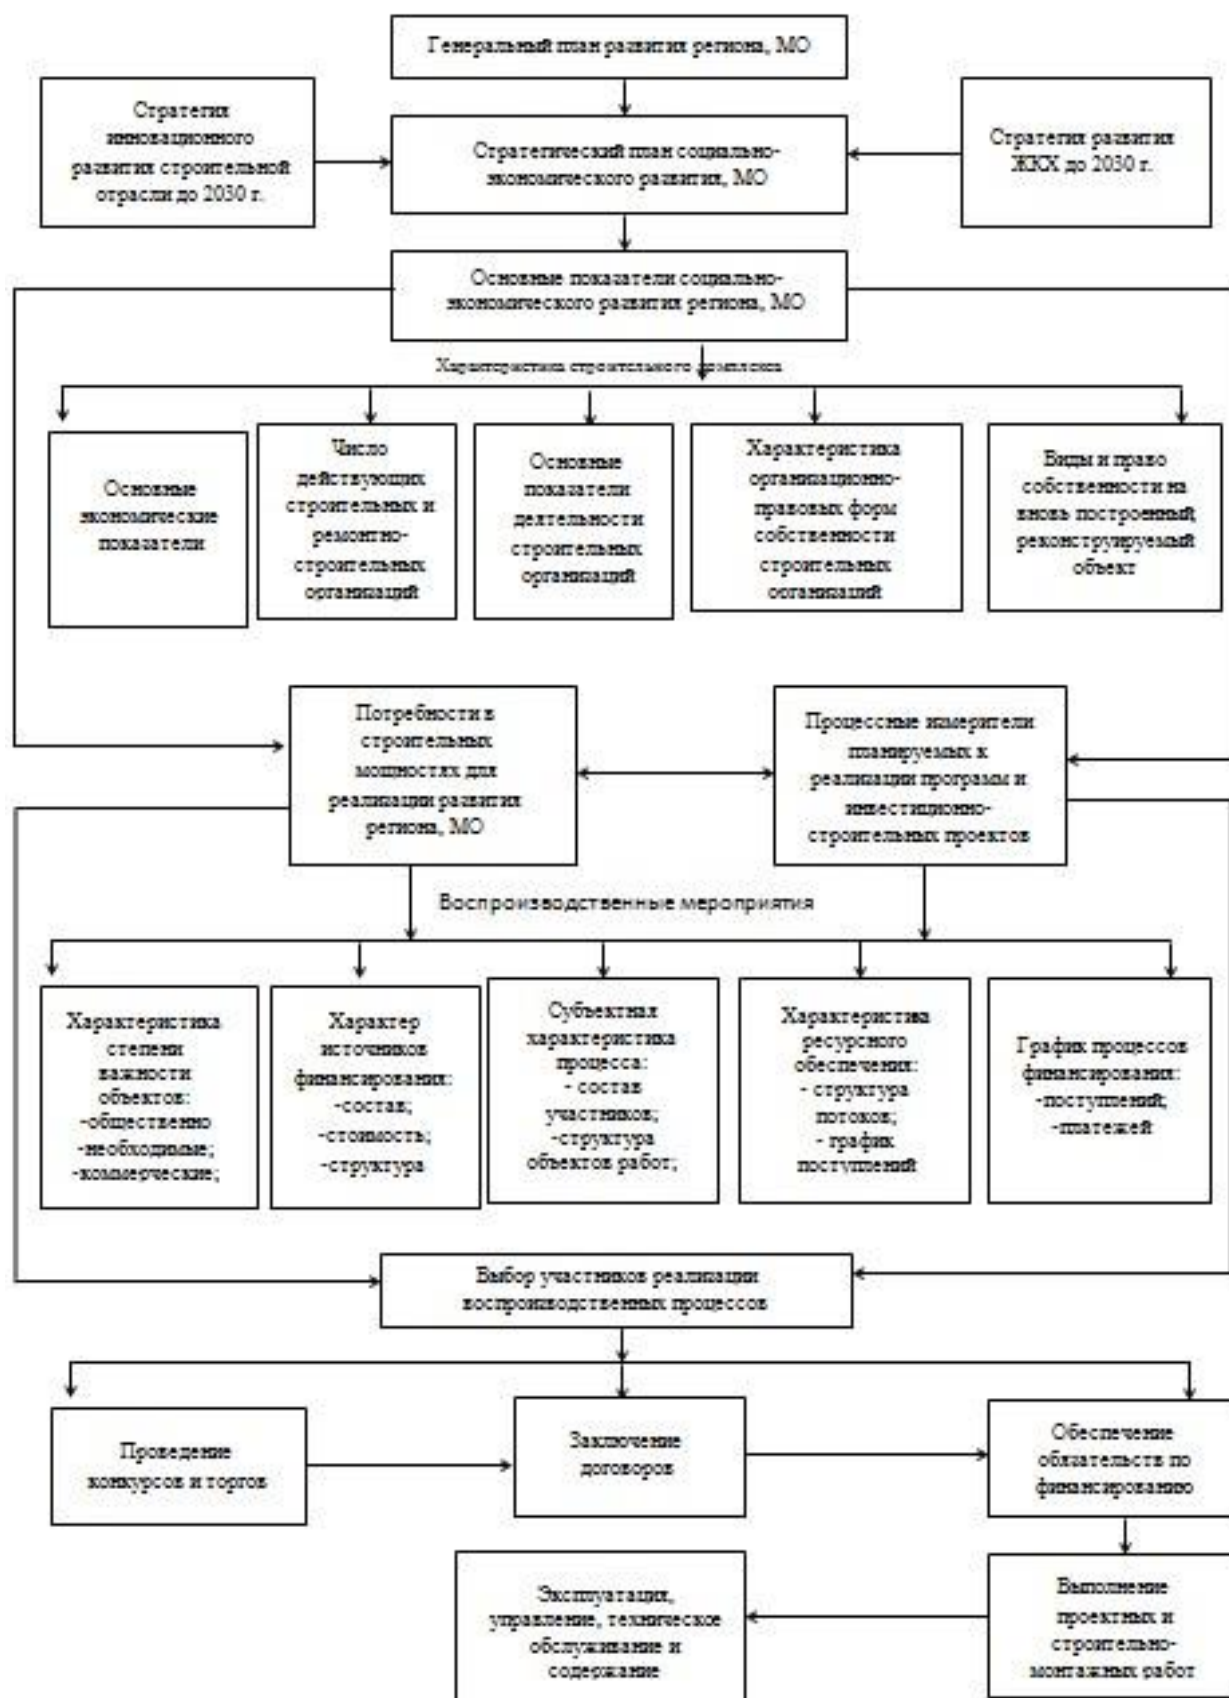 Генеральный план развития региона, МО
Стратегия
инновационного
развития строительной
отрасли до 2030 г.
Стратегический план социально-
экономического развития, МО
Стратегия развития
ЖКХ до 2030 г.
Основные показатели социально-
экономического развития региона, МО
Характеристика строительного комплекса
Основные
экономические
показатели
Число
действующих
строительных и
ремонтно-
строительных
организаций
Основные
показатели
деятельности
строительных
организаций
Характеристика
организационно-
правовых форм
собственности
строительных
организаций
Виды и право
собственности на
вновь построенный,
реконструируемый
объект
Потребности в
строительных
мощностях для
реализации развития
региона, МО
Процессные измерители
планируемых к
реализации программ и
инвестиционно-
строительных проектов
Воспроизводственные мероприятия
Характеристика
степени
важности
объектов:
-общественно
-необходимые;
-коммерческие;
Характер
источников
финансирования:
-состав;
-стоимость;
-структура
Субъектная
характеристика
процесса:
- состав
участников;
-структура
объектов работ;
Характеристика
ресурсного
обеспечения:
- структура
потоков;
- график
поступлений
График процессов
финансирования:
-поступлений;
-платежей
Выбор участников реализации
воспроизводственных процессов
Проведение
конкурсов и торгов
Заключение
договоров
Обеспечение
обязательств по
финансированию
Эксплуатация,
управление, техническое
обслуживание и
содержание
Выполнение
проектных и
строительно-
монтажных работ